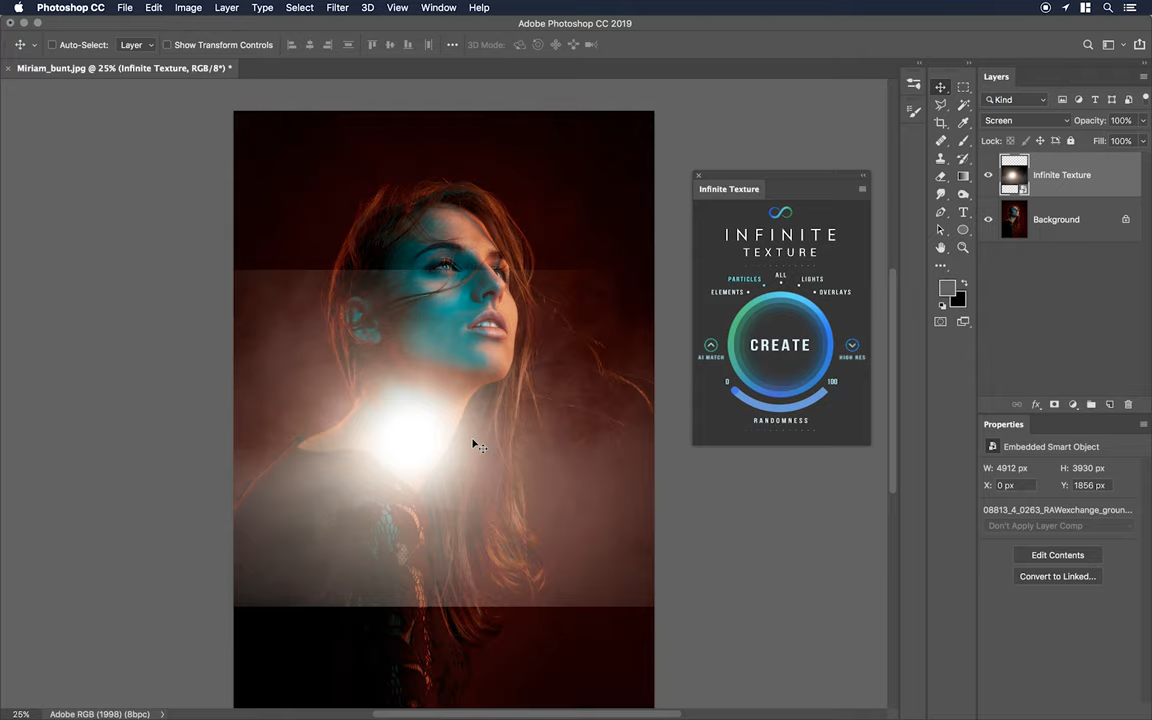 Photoshop CC File Edit Image Layer Type Select Filter 3D View Window Help
Adobe Photoshop CC 2019
Auto-Select: Layer Show Transform Controls 3D Mode:
Miriam_bunt.jpg @ 25% (Infinite Texture, RGB/8*) *
Layers
Kind
Screen Opacity: 100%
Lock: Fill: 100%
Infinite Texture
Background
Infinite Texture
INFINITE
TEXTURE
ALL
PARTICLES LIGHTS
ELEMENTS OVERLAYS
CREATE
AI MATCH HIGH RES
0 100
RANDOMNESS
Properties
Embedded Smart Object
W: 4912 px H: 3930 px
X: 0 px Y: 1856 px
08813_4_0263_RAWexchange_groun...
Don't Apply Layer Comp
Edit Contents
Convert to Linked...
25% Adobe RGB (1998) (8bpc)